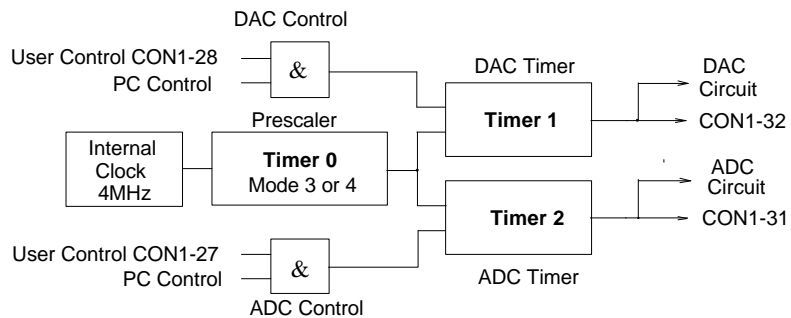 DAC Control
User Control CON1-28
PC Control
&
DAC Timer
Timer 1
DAC
Circuit
CON1-32
Prescaler
Internal
Clock
4MHz
Timer 0
Mode 3 or 4
ADC
Circuit
CON1-31
Timer 2
User Control CON1-27
PC Control
&
ADC Timer
ADC Control